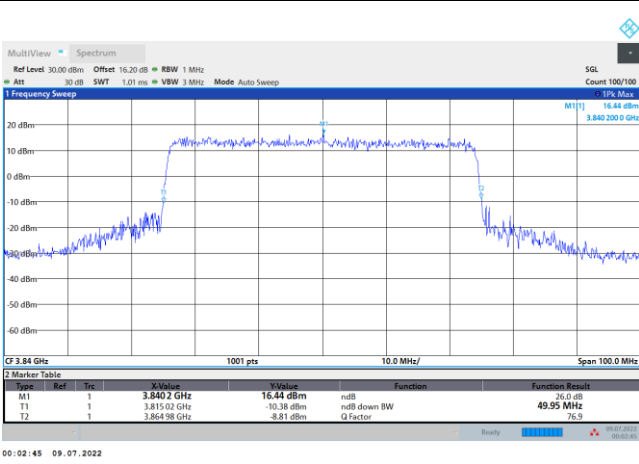 MultiView Spectrum
Ref Level 30.00 dBm Offset 16.20 dB RBW 1 MHz SGL
Att 30 dB SWT 1.01 ms VBW 3 MHz Mode Auto Sweep Count 100/100
1 Frequency Sweep 1Pk Max
M1[1] 16.44 dBm
3.840 200 0 GHz
20 dBm
M1
10 dBm
0 dBm
T1 T2
-10 dBm
-20 dBm
-30 dBm
-40 dBm
-50 dBm
-60 dBm
CF 3.84 GHz 1001 pts 10.0 MHz/ Span 100.0 MHz
2 Marker Table
Type Ref Trc X-Value Y-Value Function Function Result
M1 1 3.840 2 GHz 16.44 dBm ndB 26.0 dB
T1 1 3.815 02 GHz -10.38 dBm ndB down BW 49.95 MHz
T2 1 3.864 98 GHz -8.81 dBm Q Factor 76.9
Ready 09.07.2022
00:02:45
00:02:45 09.07.2022